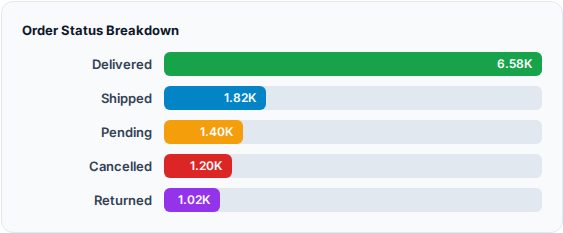 Order Status Breakdown
Delivered 6.58K
Shipped 1.82K
Pending 1.40K
Cancelled 1.20K
Returned 1.02K